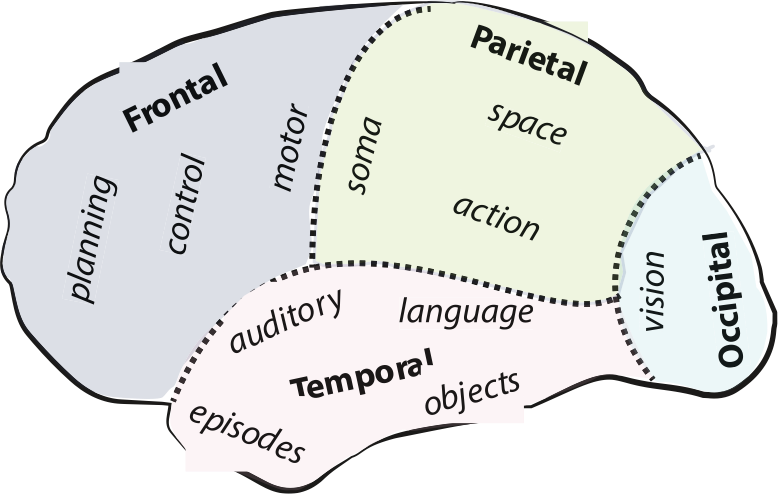 Frontal
planning
control
motor
Parietal
soma
space
action
Occipital
vision
Temporal
auditory
language
objects
episodes